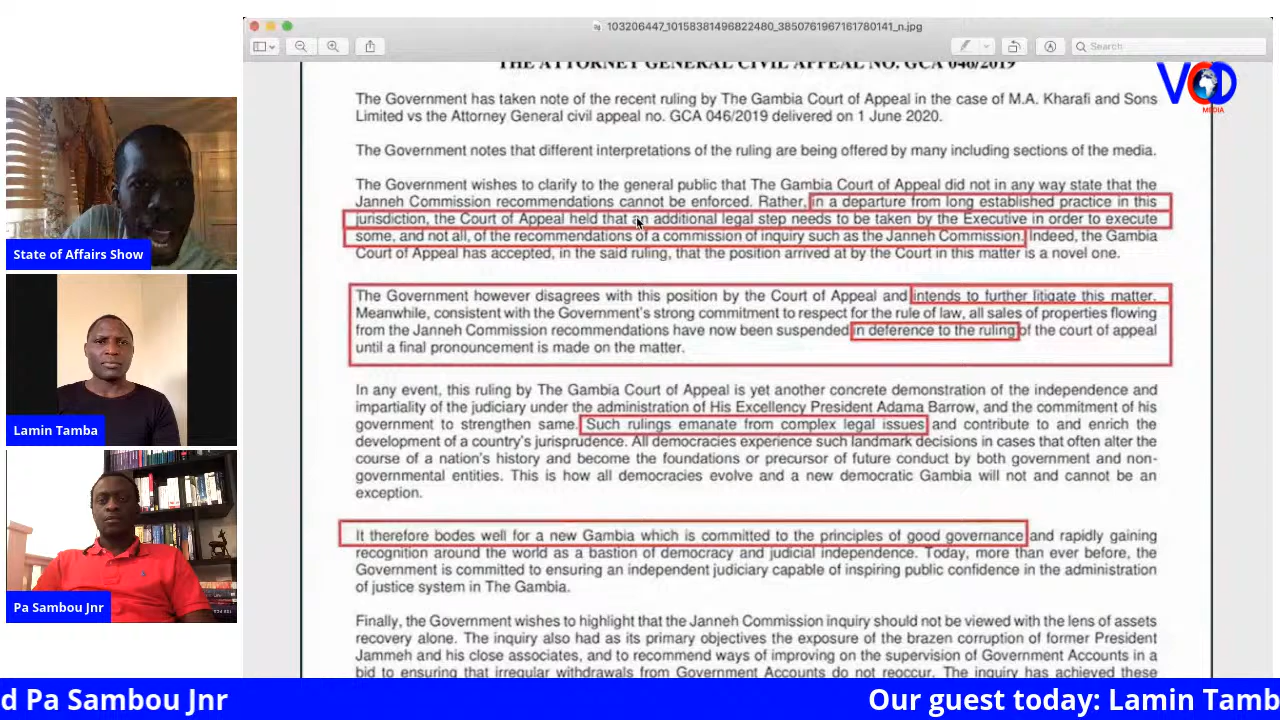 103206447_10158381496822480_3850761967161780141_n.jpg
Search
THE ATTORNEY GENERAL CIVIL APPEAL NO. GCA 046/2019
VOD
MEDIA
The Government has taken note of the recent ruling by The Gambia Court of Appeal in the case of M.A. Kharafi and Sons
Limited vs the Attorney General civil appeal no. GCA 046/2019 delivered on 1 June 2020.
The Government notes that different interpretations of the ruling are being offered by many including sections of the media.
The Government wishes to clarify to the general public that The Gambia Court of Appeal did not in any way state that the
Janneh Commission recommendations cannot be enforced. Rather, in a departure from long established practice in this
jurisdiction, the Court of Appeal held that an additional legal step needs to be taken by the Executive in order to execute
some, and not all, of the recommendations of a commission of inquiry such as the Janneh Commission. Indeed, the Gambia
Court of Appeal has accepted, in the said ruling, that the position arrived at by the Court in this matter is a novel one.
The Government however disagrees with this position by the Court of Appeal and intends to further litigate this matter.
Meanwhile, consistent with the Government's strong commitment to respect for the rule of law, all sales of properties flowing
from the Janneh Commission recommendations have now been suspended in deference to the ruling of the court of appeal
until a final pronouncement is made on the matter.
In any event, this ruling by The Gambia Court of Appeal is yet another concrete demonstration of the independence and
impartiality of the judiciary under the administration of His Excellency President Adama Barrow, and the commitment of his
government to strengthen same. Such rulings emanate from complex legal issues and contribute to and enrich the
development of a country's jurisprudence. All democracies experience such landmark decisions in cases that often alter the
course of a nation's history and become the foundations or precursor of future conduct by both government and non-
governmental entities. This is how all democracies evolve and a new democratic Gambia will not and cannot be an
exception.
It therefore bodes well for a new Gambia which is committed to the principles of good governance and rapidly gaining
recognition around the world as a bastion of democracy and judicial independence. Today, more than ever before, the
Government is committed to ensuring an independent judiciary capable of inspiring public confidence in the administration
of justice system in The Gambia.
Finally, the Government wishes to highlight that the Janneh Commission inquiry should not be viewed with the lens of assets
recovery alone. The inquiry also had as its primary objectives the exposure of the brazen corruption of former President
Jammeh and his close associates, and to recommend ways of improving on the supervision of Government Accounts in a
bid to ensuring that irregular withdrawals from Government Accounts do not reoccur. The inquiry has achieved these
State of Affairs Show
Lamin Tamba
Pa Sambou Jnr
d Pa Sambou Jnr
Our guest today: Lamin Tamb